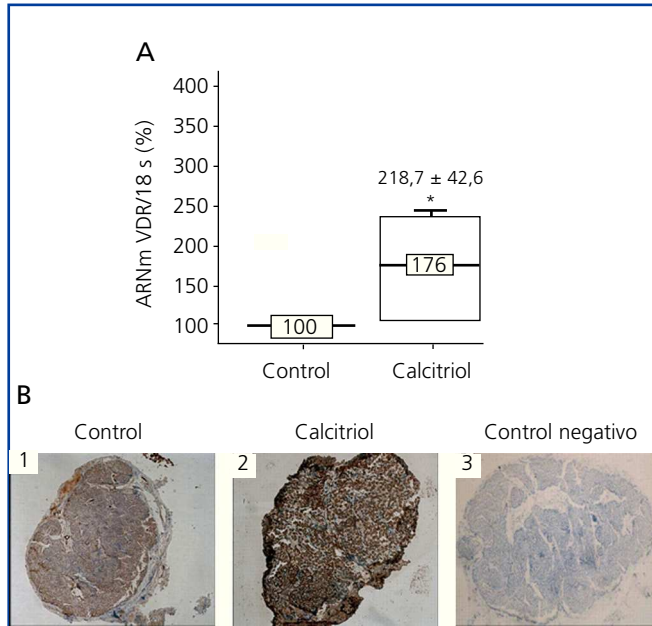 A
ARNm VDR/18 s (%)
400
350
300
250
200
150
100
218,7 ± 42,6
*
176
100
Control
Calcitriol
B
Control
Calcitriol
Control negativo
1
2
3